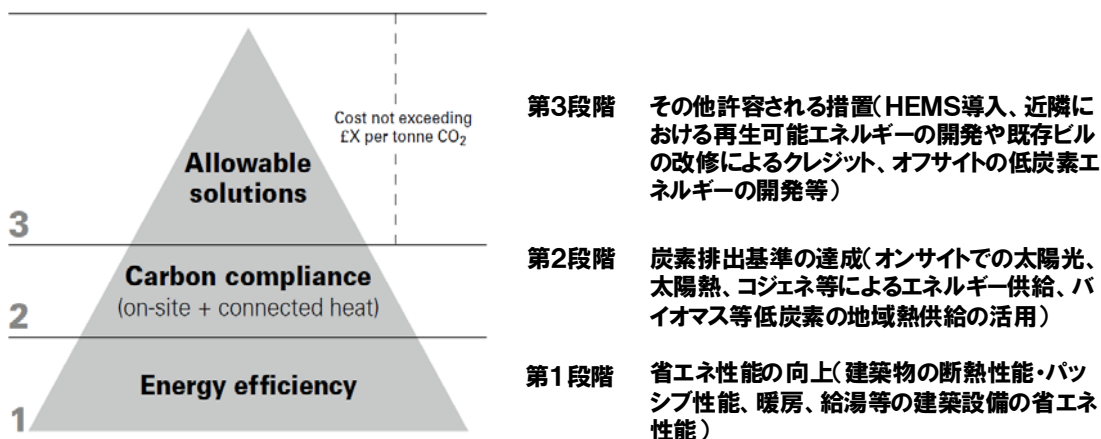 Cost not exceeding
£X per tonne CO₂
Allowable
solutions
3
第3段階
その他許容される措置(HEMS導入、近隣に
おける再生可能エネルギーの開発や既存ビル
の改修によるクレジット、オフサイトの低炭素エ
ネルギーの開発等)
Carbon compliance
(on-site + connected heat)
2
第2段階
炭素排出基準の達成(オンサイトでの太陽光、
太陽熱、コジェネ等によるエネルギー供給、バ
イオマス等低炭素の地域熱供給の活用)
Energy efficiency
1
第1段階
省エネ性能の向上(建築物の断熱性能・パッ
シブ性能、暖房、給湯等の建築設備の省エネ
性能)